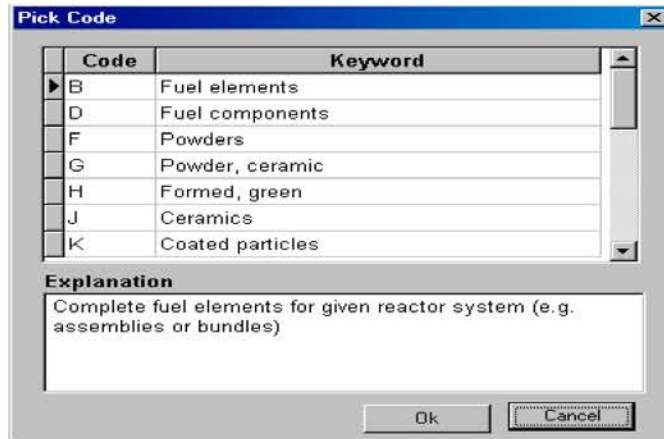 Pick Code
Code Keyword
B Fuel elements
D Fuel components
F Powders
G Powder, ceramic
H Formed, green
J Ceramics
K Coated particles
Explanation
Complete fuel elements for given reactor system (e.g.
assemblies or bundles)
Ok Cancel